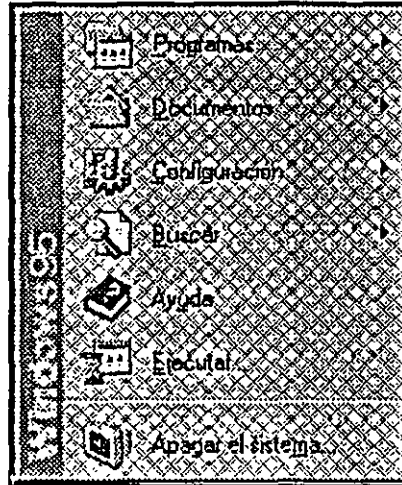 Programas
Documentos
Configuración
Buscar
Ayuda
Ejecutar...
Apagar el sistema...
Windows 95